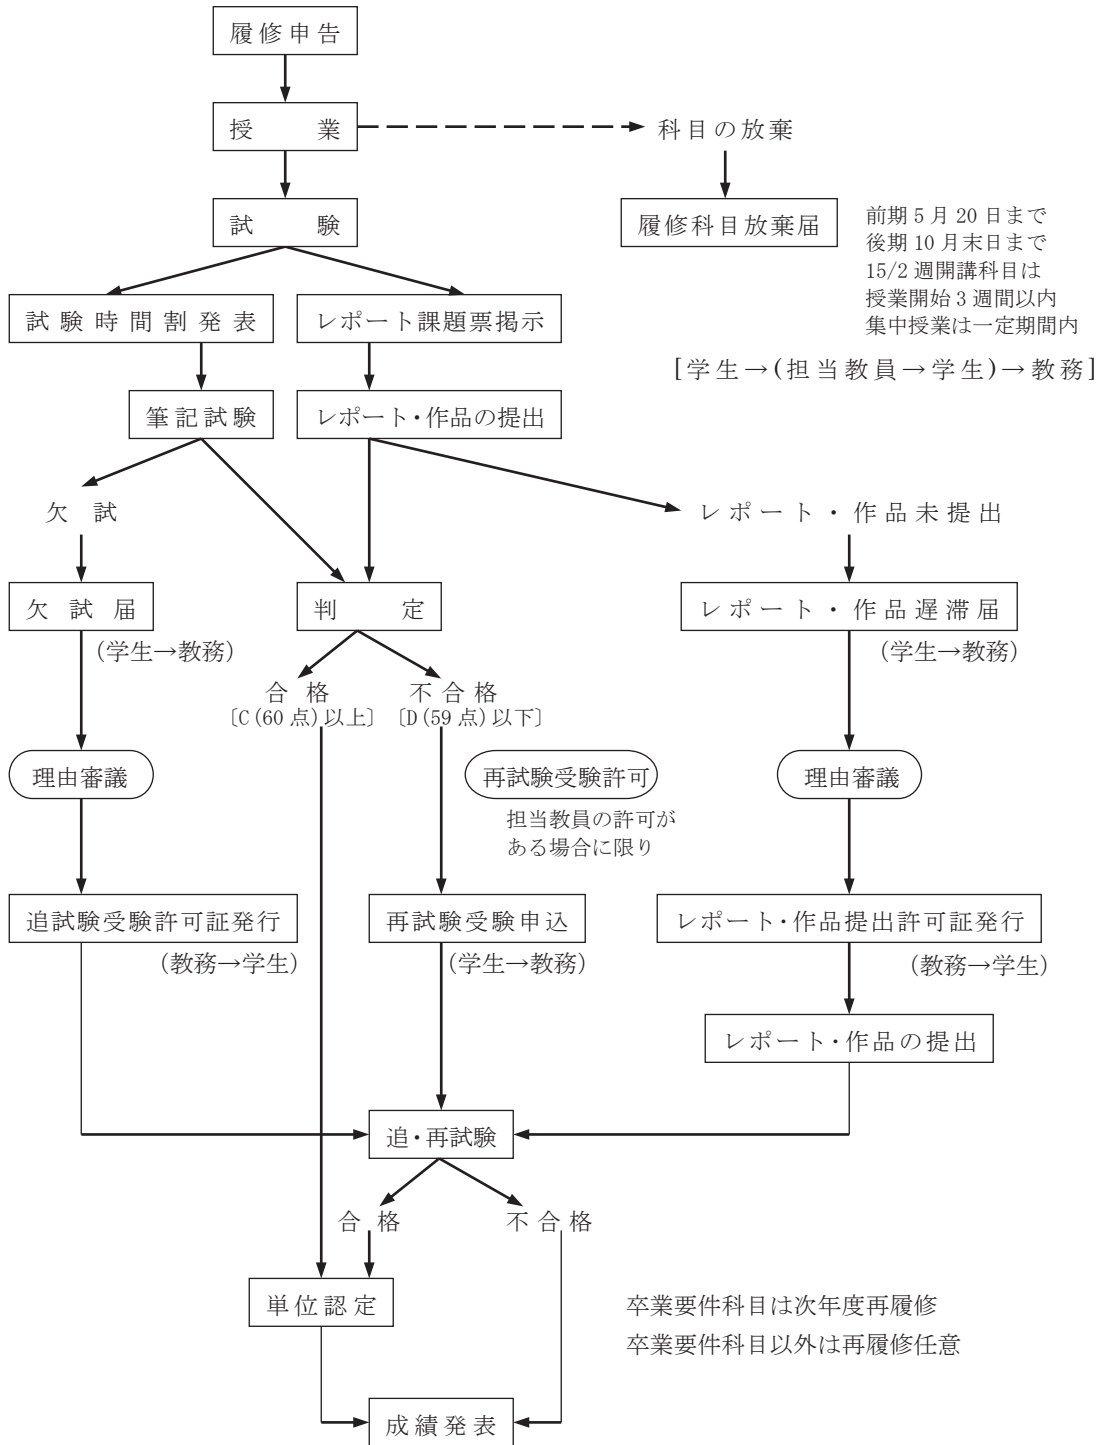 履修申告
授業
科目の放棄
試験
履修科目放棄届
前期5月20日まで
後期10月末日まで
15/2週開講科目は
授業開始3週間以内
集中授業は一定期間内
[学生→(担当教員→学生)→教務]
試験時間割発表
レポート課題票掲示
筆記試験
レポート・作品の提出
欠試
レポート・作品未提出
欠試届
(学生→教務)
判定
レポート・作品遅滞届
(学生→教務)
合格
〔C(60点)以上〕
不合格
〔D(59点)以下〕
理由審議
再試験受験許可
担当教員の許可が
ある場合に限り
理由審議
追試験受験許可証発行
(教務→学生)
再試験受験申込
(学生→教務)
レポート・作品提出許可証発行
(教務→学生)
レポート・作品の提出
追・再試験
合格
不合格
単位認定
卒業要件科目は次年度再履修
卒業要件科目以外は再履修任意
成績発表